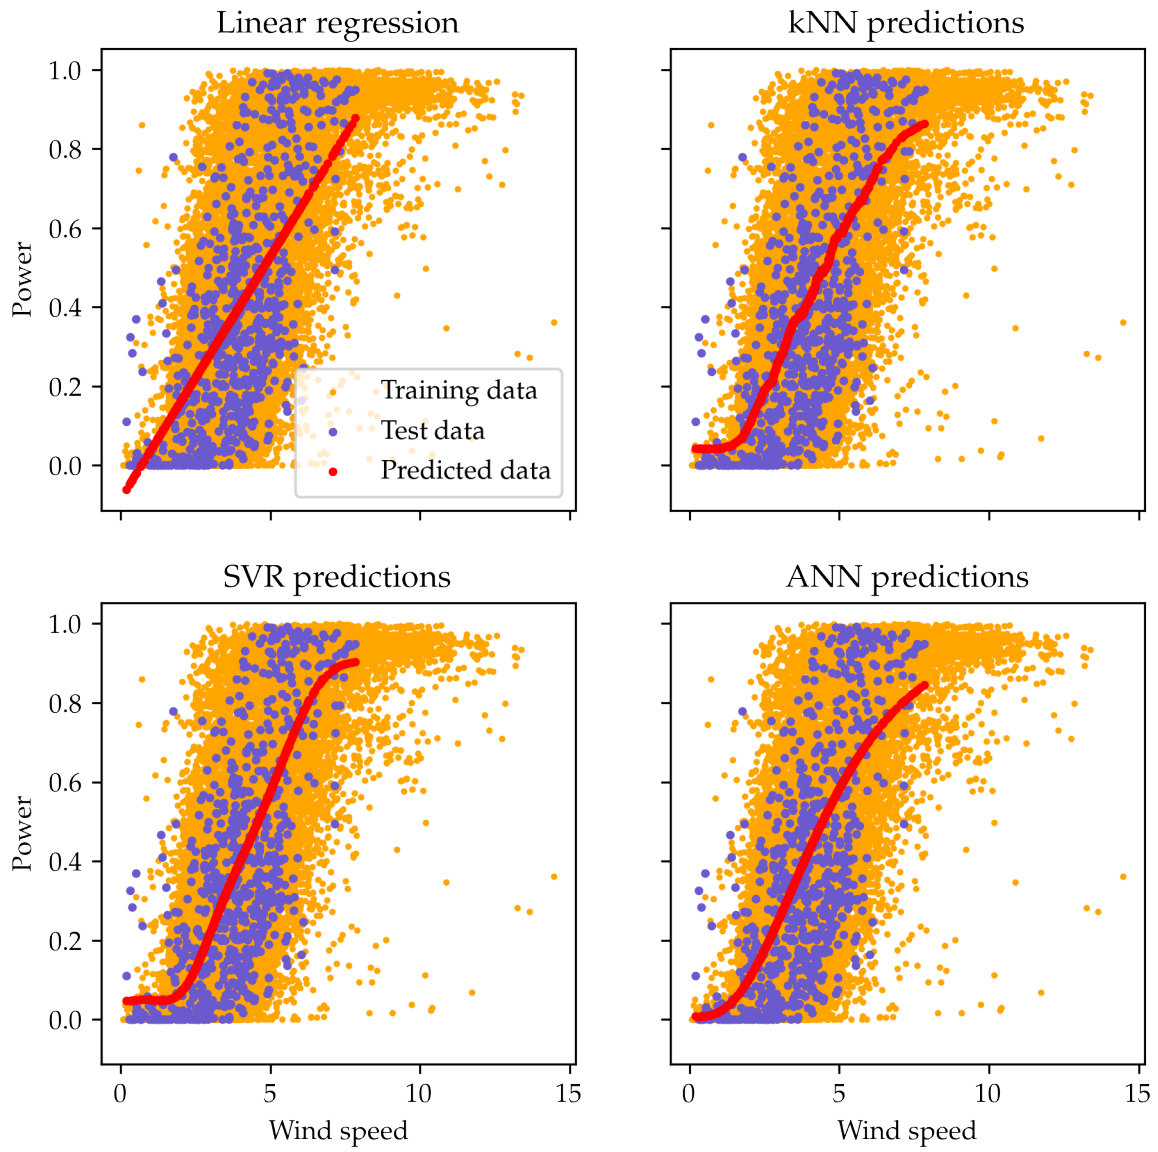 Linear regression
kNN predictions
1.0
0.8
0.6
0.4
0.2
0.0
Power
Training data
Test data
Predicted data
SVR predictions
ANN predictions
1.0
0.8
0.6
0.4
0.2
0.0
Power
0 5 10 15
0 5 10 15
Wind speed
Wind speed